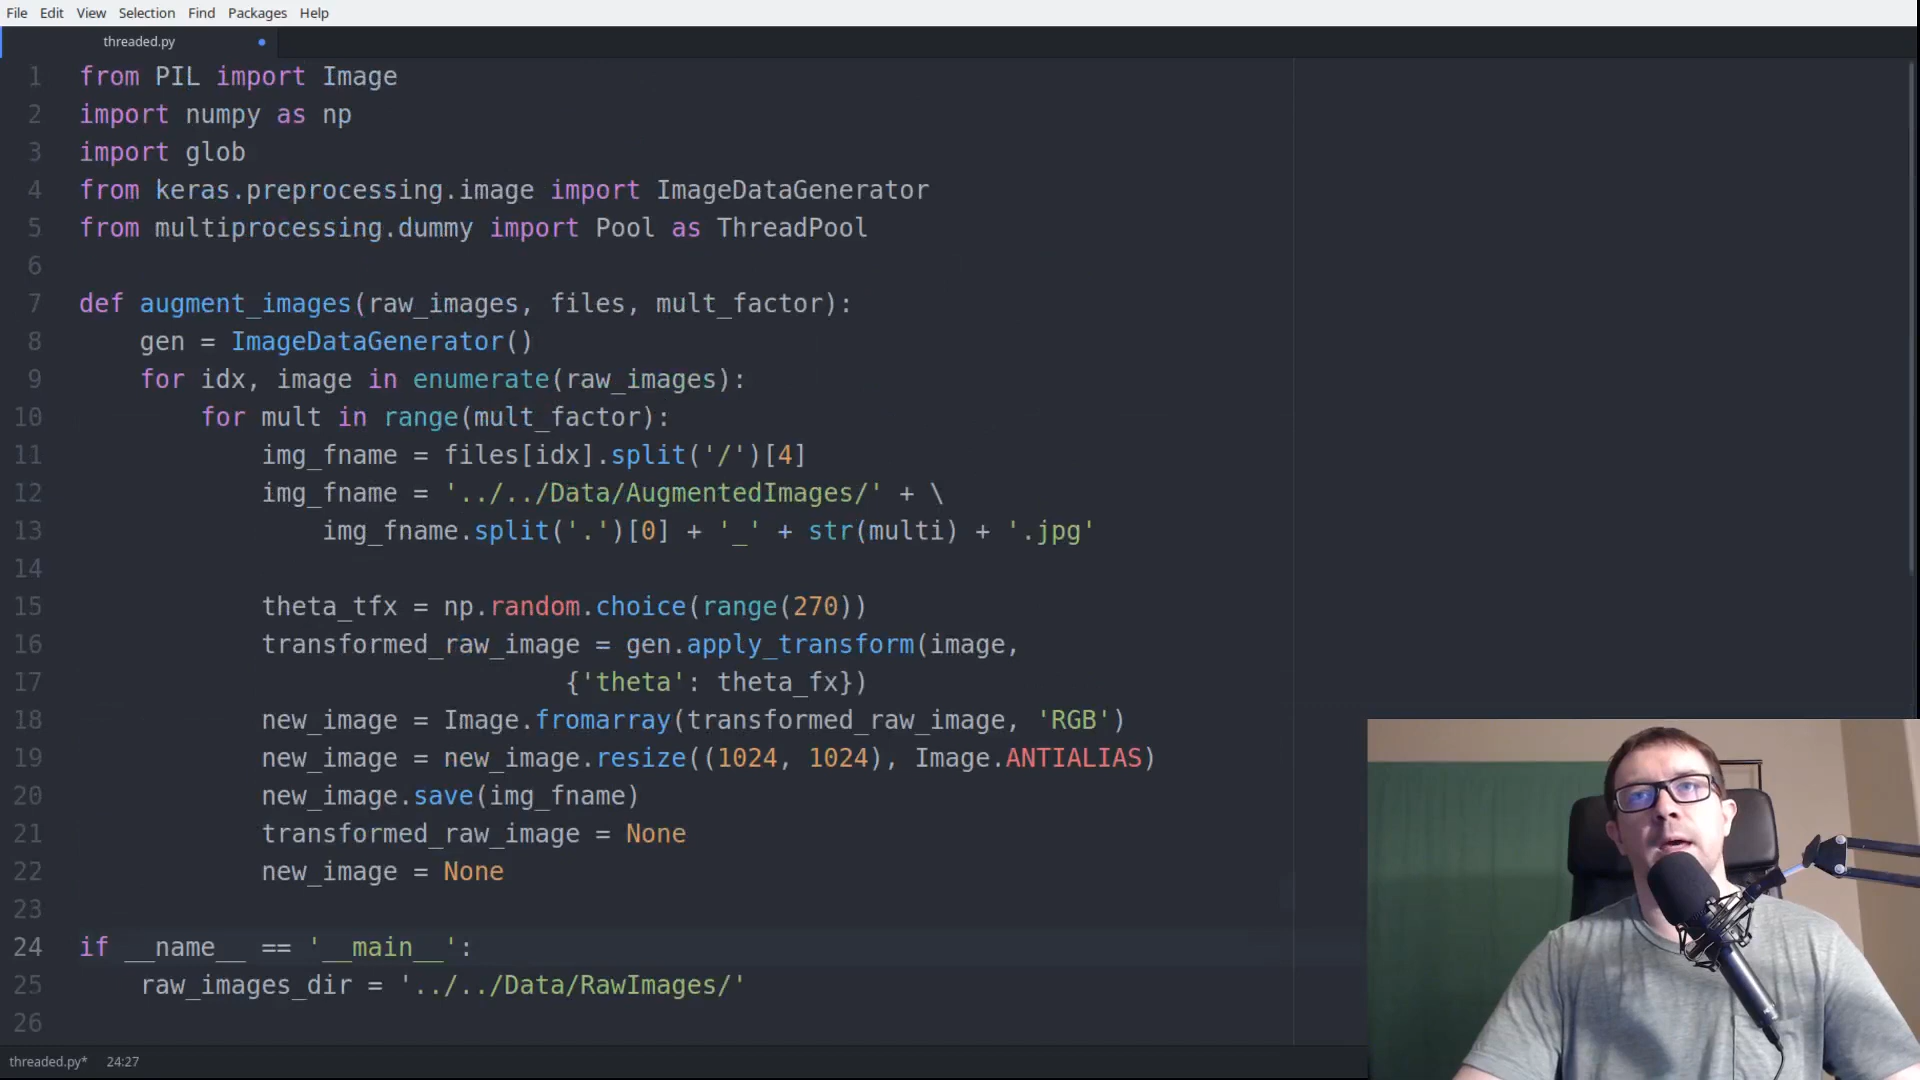 File Edit View Selection Find Packages Help
threaded.py
1 from PIL import Image
2 import numpy as np
3 import glob
4 from keras.preprocessing.image import ImageDataGenerator
5 from multiprocessing.dummy import Pool as ThreadPool
6
7 def augment_images(raw_images, files, mult_factor):
8 gen = ImageDataGenerator()
9 for idx, image in enumerate(raw_images):
10 for mult in range(mult_factor):
11 img_fname = files[idx].split('/')[4]
12 img_fname = '../../Data/AugmentedImages/' + \
13 img_fname.split('.')[0] + '_' + str(multi) + '.jpg'
14
15 theta_tfx = np.random.choice(range(270))
16 transformed_raw_image = gen.apply_transform(image,
17 {'theta': theta_fx})
18 new_image = Image.fromarray(transformed_raw_image, 'RGB')
19 new_image = new_image.resize((1024, 1024), Image.ANTIALIAS)
20 new_image.save(img_fname)
21 transformed_raw_image = None
22 new_image = None
23
24 if __name__ == '__main__':
25 raw_images_dir = '../../Data/RawImages/'
26
threaded.py* 24:27